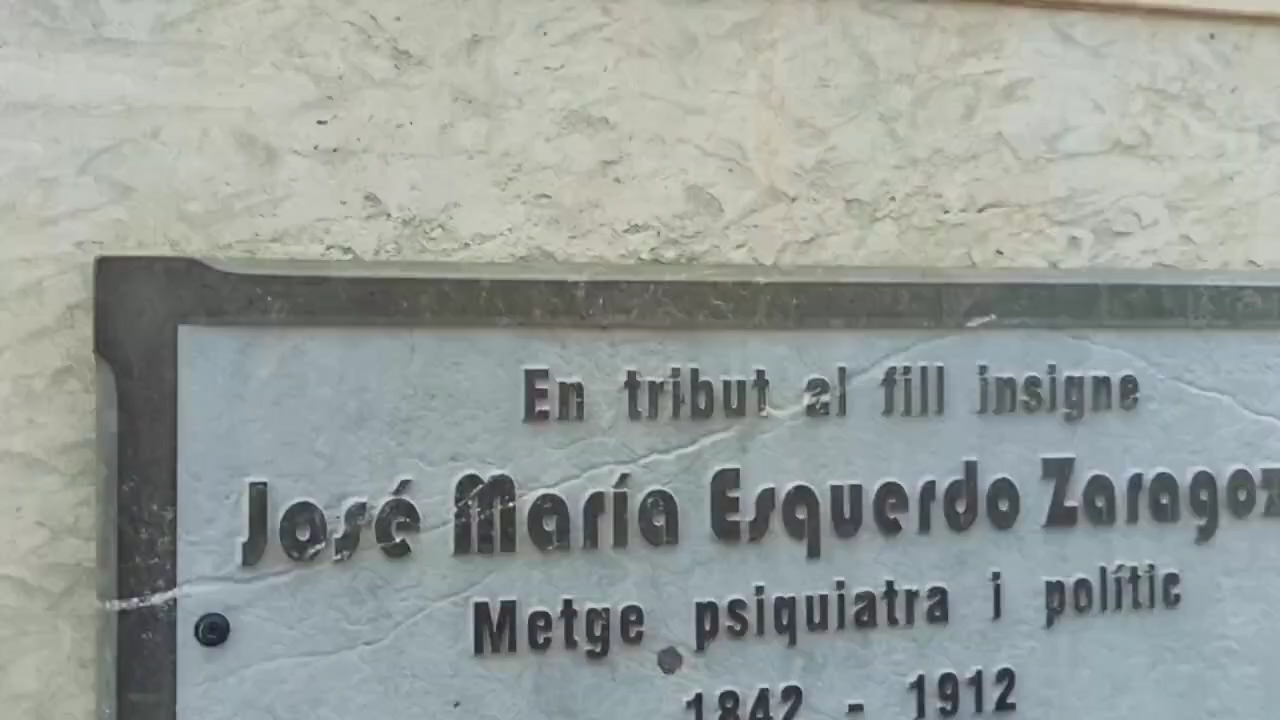 En tribut al fill insigne
José María Esquerdo Zaragoz
Metge psiquiatra i polític
1842 - 1912